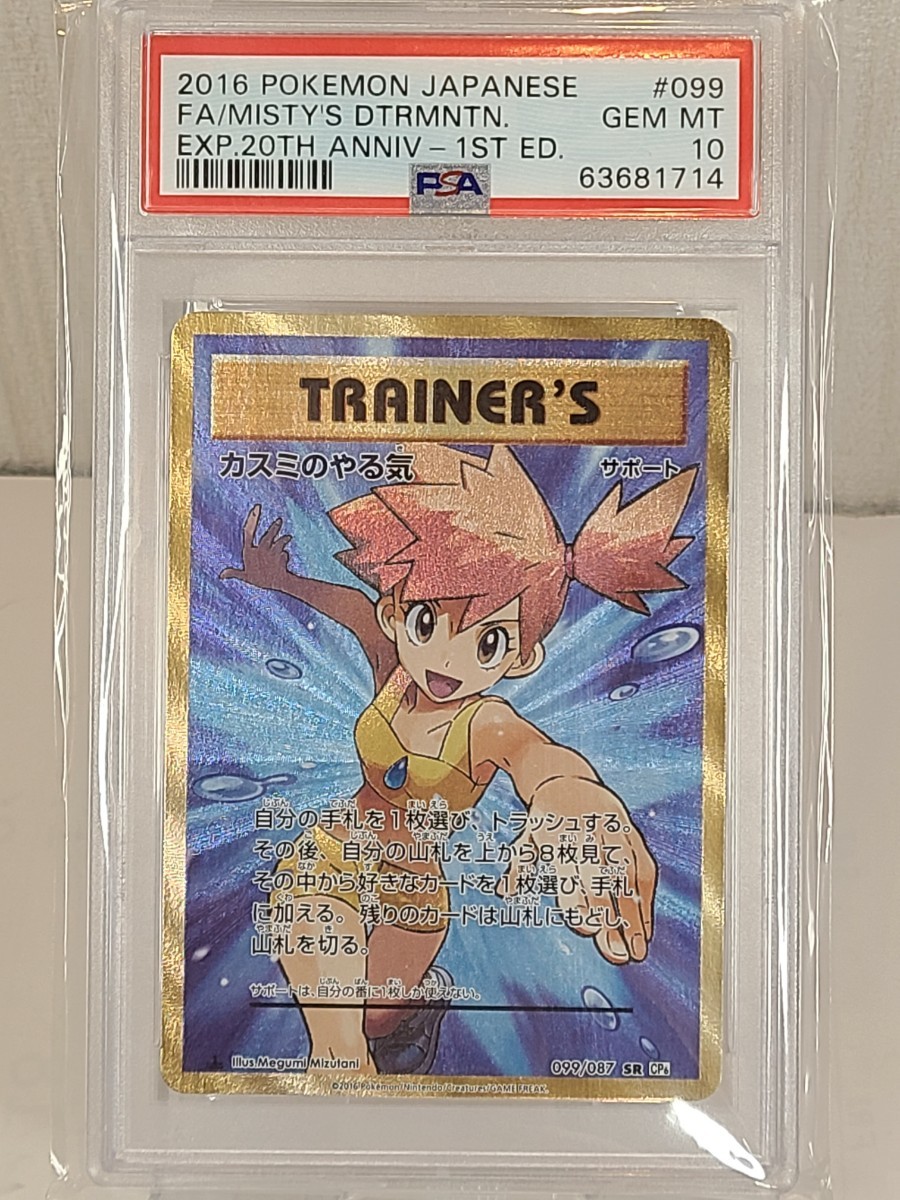 2016 POKEMON JAPANESE #099
FA/MISTY'S DTRMNTN. GEM MT
EXP.20TH ANNIV - 1ST ED. 10
PSA 63681714
TRAINER'S
カスミのやる気 サポート
自分の手札を1枚選び、トラッシュする。
その後、自分の山札を上から8枚見て、
その中から好きなカードを1枚選び、手札
に加える。残りのカードは山札にもどし、
山札を切る。
サポートは、自分の番に1枚しか使えない。
Illus.Megumi Mizutani 099/087 SR CP6
©2016 Pokémon/Nintendo/Creatures/GAME FREAK.